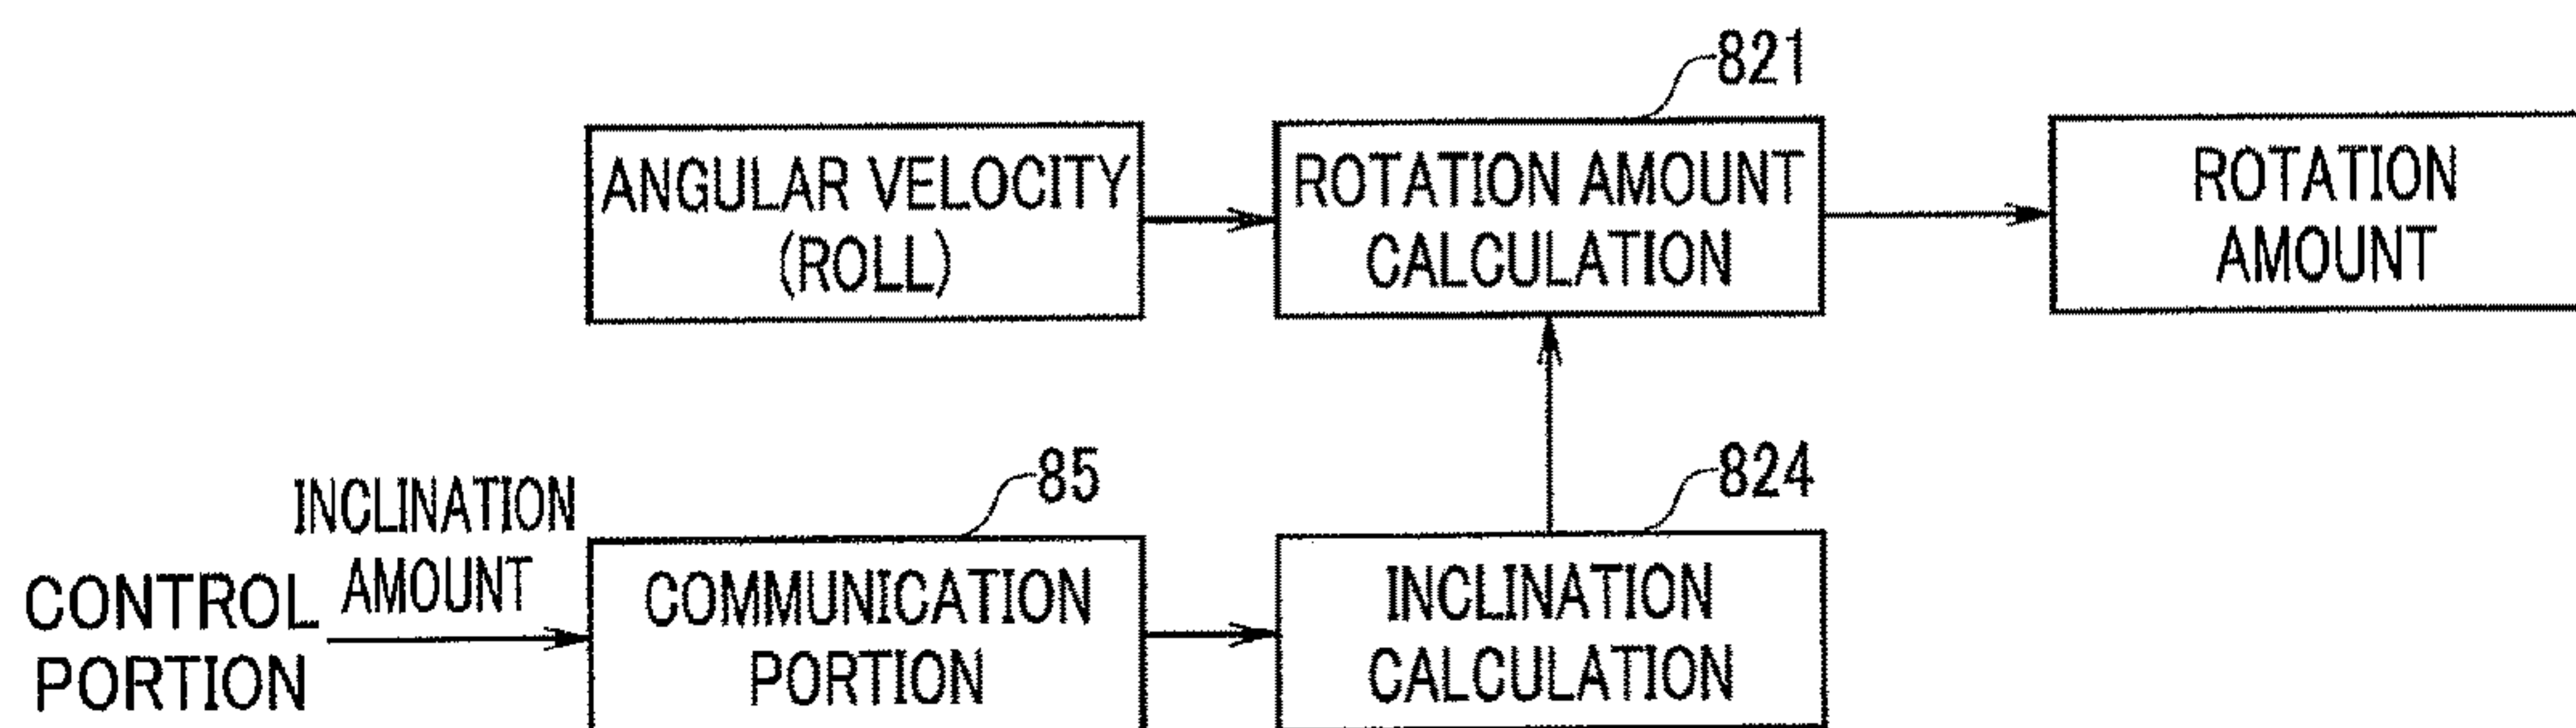 821
ANGULAR VELOCITY
(ROLL)
ROTATION AMOUNT
CALCULATION
ROTATION
AMOUNT
INCLINATION
AMOUNT
CONTROL
PORTION
85
COMMUNICATION
PORTION
824
INCLINATION
CALCULATION